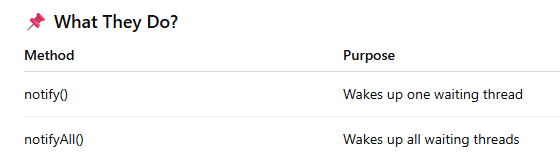 📌 What They Do?
Method Purpose
notify() Wakes up one waiting thread
notifyAll() Wakes up all waiting threads